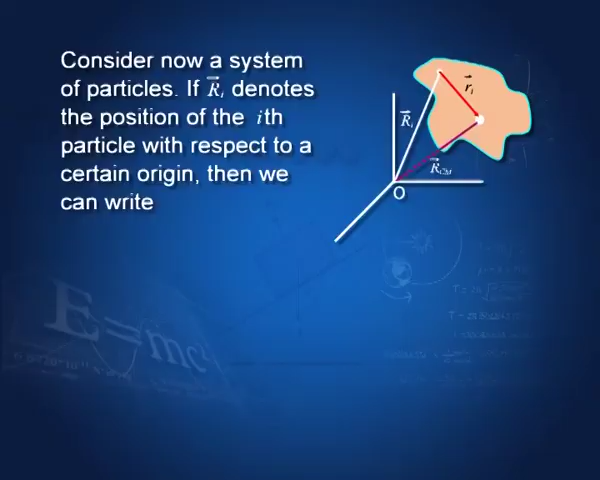 Consider now a system
of particles. If R⃗ᵢ denotes
the position of the ith
particle with respect to a
certain origin, then we
can write
r⃗ᵢ
R⃗ᵢ
R⃗CM
O
E=mc²